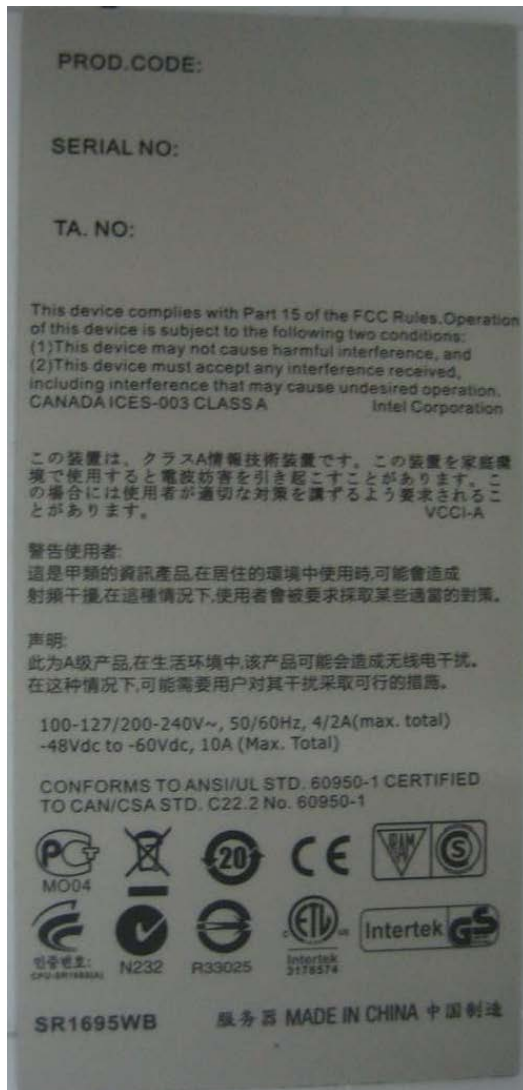 PROD.CODE:
SERIAL NO:
TA. NO:
This device complies with Part 15 of the FCC Rules.Operation
of this device is subject to the following two conditions:
(1)This device may not cause harmful interference, and
(2)This device must accept any interference received,
including interference that may cause undesired operation.
CANADA ICES-003 CLASS A Intel Corporation
この装置は、クラスA情報技術装置です。この装置を家庭環
境で使用すると電波妨害を引き起こすことがあります。こ
の場合には使用者が適切な対策を講ずるよう要求されるこ
とがあります。 VCCI-A
警告使用者:
這是甲類的資訊產品,在居住的環境中使用時,可能會造成
射頻干擾,在這種情況下,使用者會被要求採取某些適當的對策。
声明:
此为A级产品,在生活环境中,该产品可能会造成无线电干扰。
在这种情况下,可能需要用户对其干扰采取可行的措施。
100-127/200-240V~, 50/60Hz, 4/2A(max. total)
-48Vdc to -60Vdc, 10A (Max. Total)
CONFORMS TO ANSI/UL STD. 60950-1 CERTIFIED
TO CAN/CSA STD. C22.2 No. 60950-1
MO04
20
CE
IRAM
S
인증번호:
N232
R33025
ETL
Intertek
3178574
Intertek GS
SR1695WB 服务器 MADE IN CHINA 中国制造